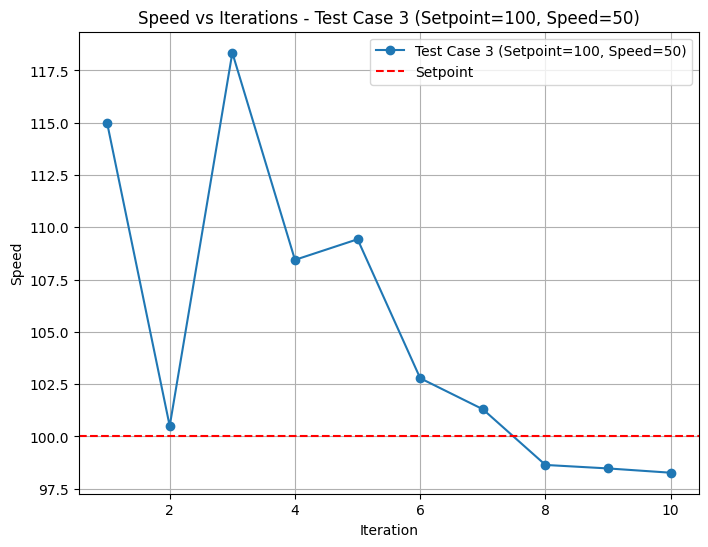 Speed vs Iterations - Test Case 3 (Setpoint=100, Speed=50)
Test Case 3 (Setpoint=100, Speed=50)
Setpoint
117.5
115.0
112.5
110.0
107.5
105.0
102.5
100.0
97.5
Speed
2 4 6 8 10
Iteration